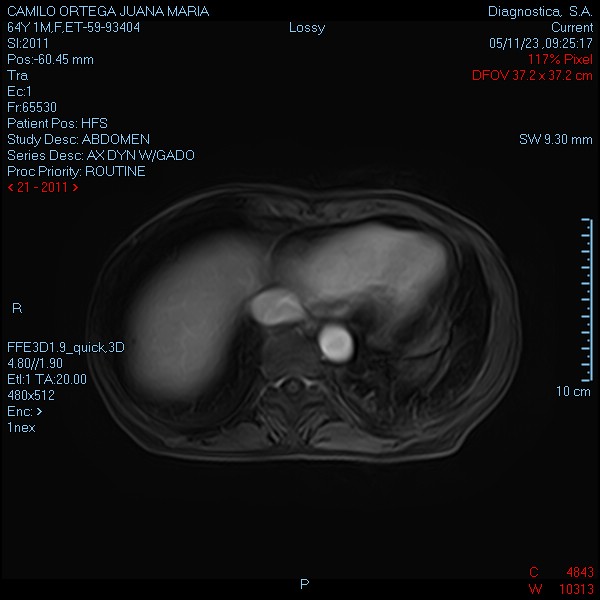 CAMILO ORTEGA JUANA MARIA
64Y 1M,F,ET-59-93404
SI:2011
Pos:-60.45 mm
Tra
Ec:1
Fr:65530
Patient Pos: HFS
Study Desc: ABDOMEN
Series Desc: AX DYN W/GADO
Proc Priority: ROUTINE
< 21 - 2011 >
Lossy
Diagnostica, S.A.
Current
05/11/23 ,09:25:17
117% Pixel
DFOV 37.2 x 37.2 cm
SW 9.30 mm
R
FFE3D1.9_quick,3D
4.80//1.90
Etl:1 TA:20.00
480x512
Enc: >
1nex
10 cm
P
C 4843
W 10313